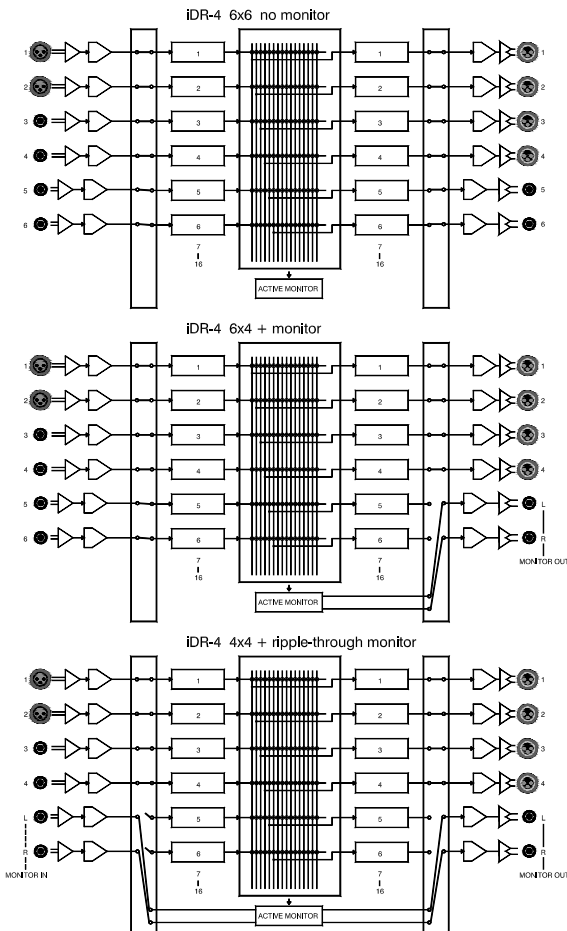 iDR-4 6x6 no monitor
1 1 1 1
2 2 2 2
3 3 3 3
4 4 4 4
5 5 5 5
6 6 6 6
7 7
16 16
ACTIVE MONITOR
iDR-4 6x4 + monitor
1 1 1 1
2 2 2 2
3 3 3 3
4 4 4 4
5 5 5 L
6 6 6 R
7 7
16 16
MONITOR OUT
ACTIVE MONITOR
iDR-4 4x4 + ripple-through monitor
1 1 1 1
2 2 2 2
3 3 3 3
4 4 4 4
L 5 5 L
R 6 6 R
MONITOR IN MONITOR OUT
7 7
16 16
ACTIVE MONITOR